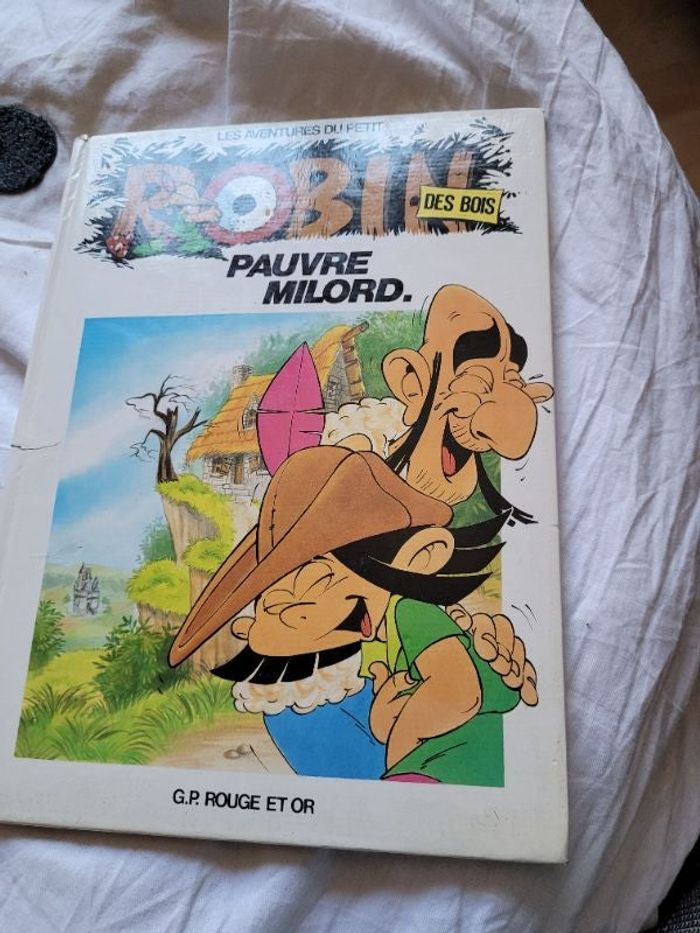 LES AVENTURES DU PETIT
ROBIN
DES BOIS
PAUVRE
MILORD.
G.P. ROUGE ET OR